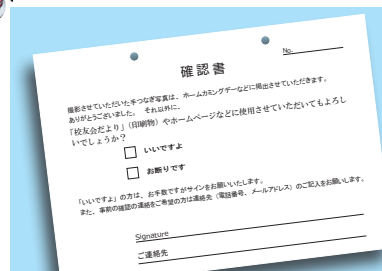 No.
確認書
撮影させていただいた手つなぎ写真は、ホームカミングデーなどに掲出させていただきます。
ありがとうございました。 それ以外に、
「校友会だより」(印刷物) やホームページなどに使用させていただいてもよろし
いでしょうか?
いいですよ
お断りです
「いいですよ」の方は、お手数ですがサインをお願いいたします。
また、事前の確認の連絡をご希望の方は連絡先 (電話番号、メールアドレス) のご記入をお願いします。
Signature
ご連絡先